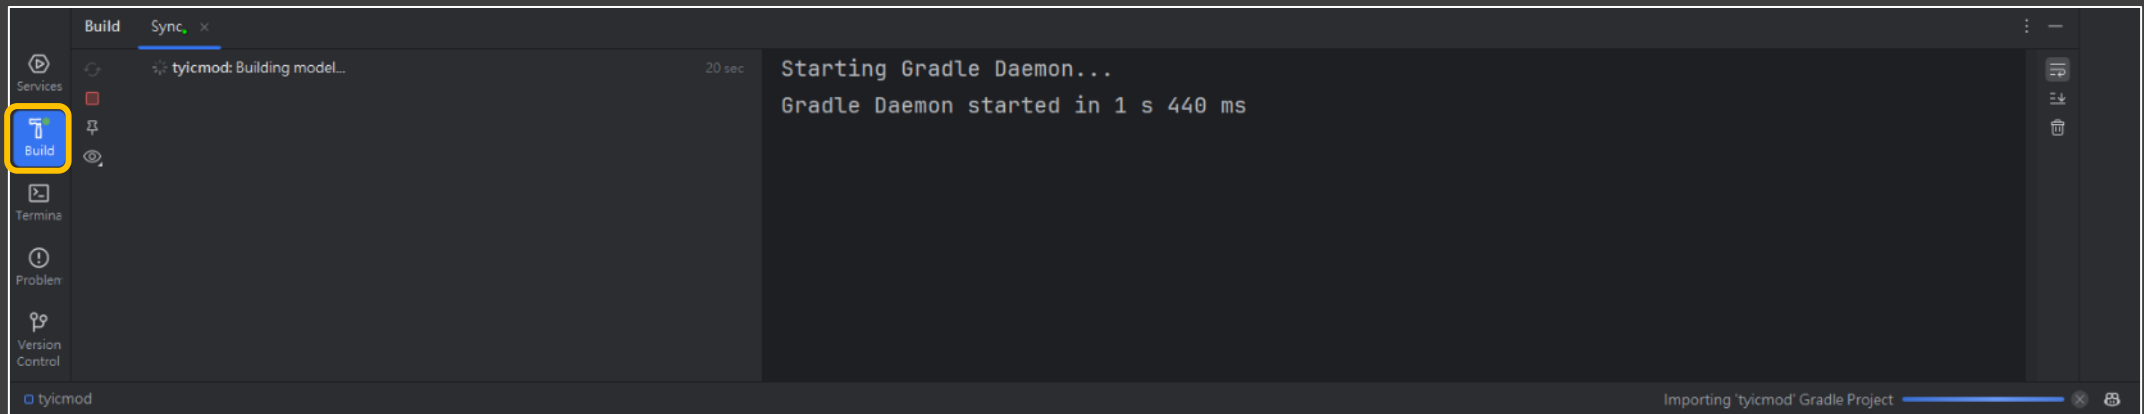 Build Sync
Services
tyicmod: Building model... 20 sec
Starting Gradle Daemon...
Gradle Daemon started in 1 s 440 ms
Build
Termina
Problem
Version
Control
tyicmod
Importing 'tyicmod' Gradle Project